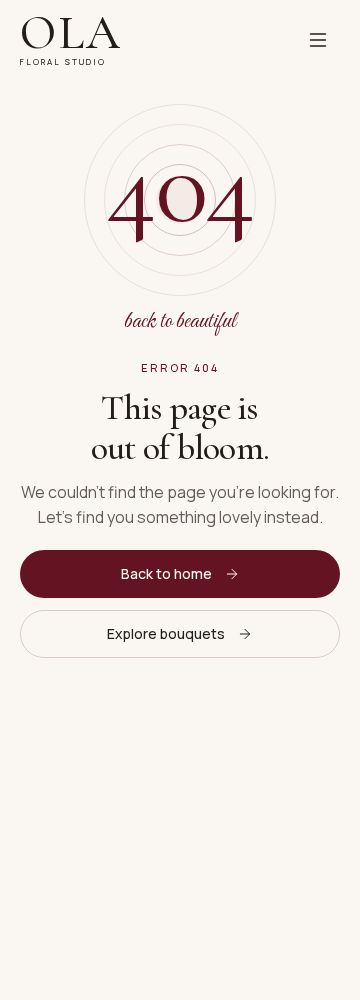 OLA
FLORAL STUDIO
404
back to beautiful
ERROR 404
This page is
out of bloom.
We couldn't find the page you're looking for.
Let's find you something lovely instead.
Back to home →
Explore bouquets →